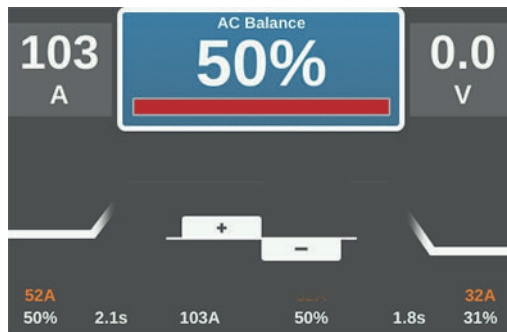 AC Balance
103 50% 0.0
A V
+
−
52A 32A
50% 2.1s 103A 50% 1.8s 31%